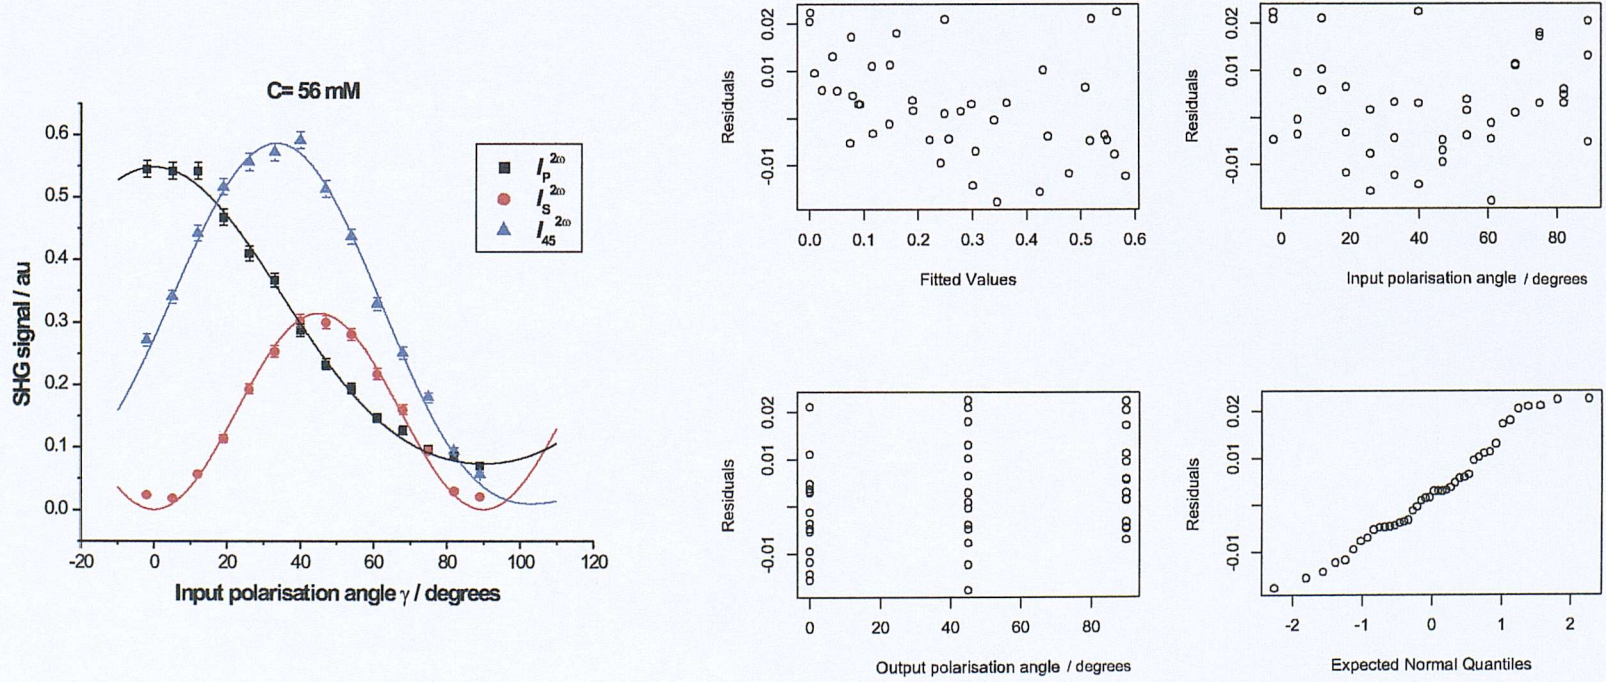 C= 56 mM
SHG signal / au
0.6
0.5
0.4
0.3
0.2
0.1
0.0
-20 0 20 40 60 80 100 120
Input polarisation angle γ / degrees
I_P^2ω
I_S^2ω
I_45^2ω
Residuals
0.02
0.01
-0.01
0.0 0.1 0.2 0.3 0.4 0.5 0.6
Fitted Values
Residuals
0.02
0.01
-0.01
0 20 40 60 80
Input polarisation angle / degrees
Residuals
0.02
0.01
-0.01
0 20 40 60 80
Output polarisation angle / degrees
Residuals
0.02
0.01
-0.01
-2 -1 0 1 2
Expected Normal Quantiles